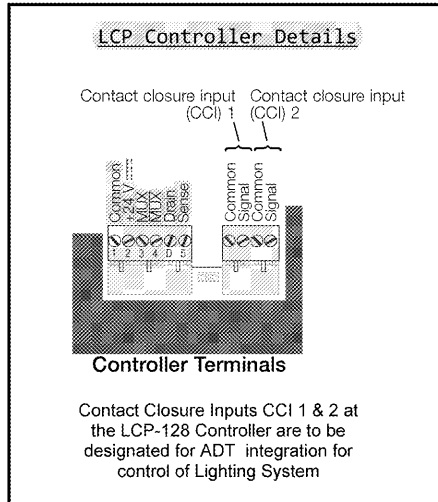 LCP Controller Details
Contact closure input Contact closure input
(CCI) 1 (CCI) 2
Common
+24 V
MUX
MUX
Drain
Sense
Common
Signal
Common
Signal
1 2 3 4 D 5
Controller Terminals
Contact Closure Inputs CCI 1 & 2 at
the LCP-128 Controller are to be
designated for ADT integration for
control of Lighting System